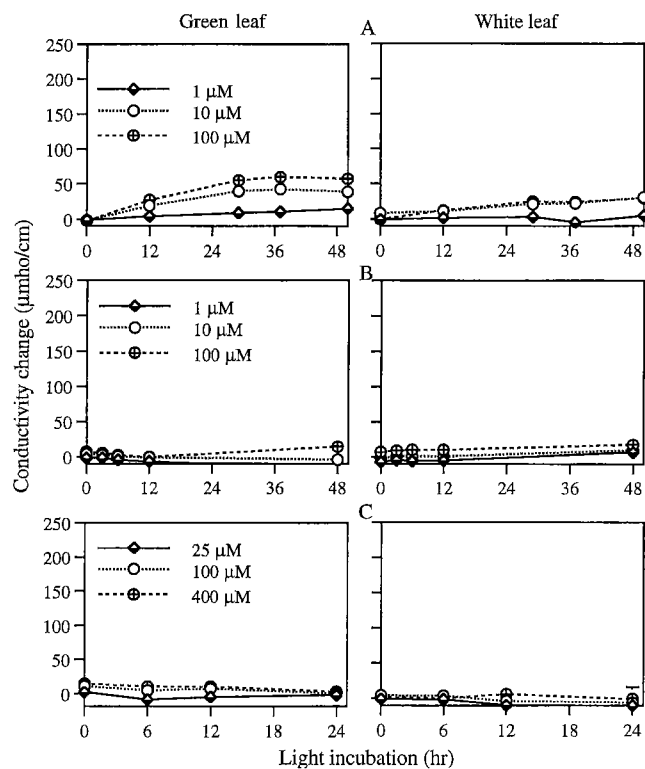 Green leaf
White leaf
A
250
200
150
100
50
0
1 μM
10 μM
100 μM
0 12 24 36 48
0 12 24 36 48
B
250
200
150
100
50
0
1 μM
10 μM
100 μM
0 12 24 36 48
0 12 24 36 48
C
250
200
150
100
50
0
25 μM
100 μM
400 μM
0 6 12 18 24
0 6 12 18 24
Conductivity change (μmho/cm)
Light incubation (hr)